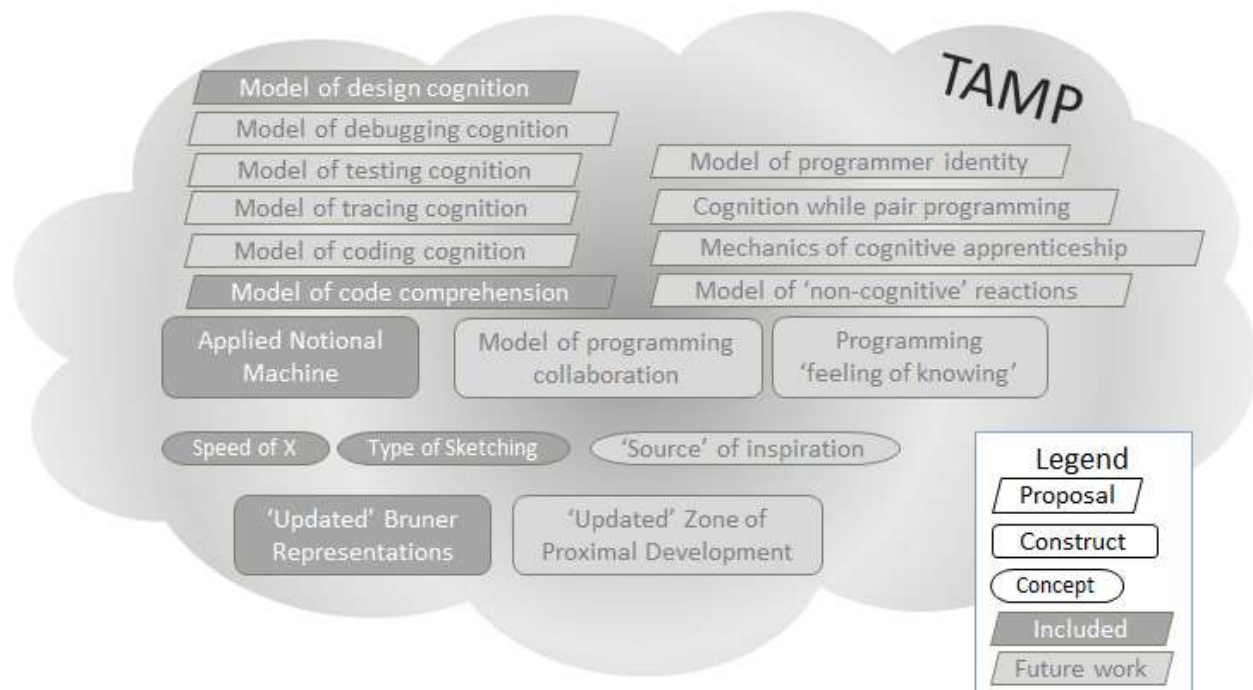 TAMP
Model of design cognition
Model of debugging cognition
Model of testing cognition
Model of tracing cognition
Model of coding cognition
Model of code comprehension
Model of programmer identity
Cognition while pair programming
Mechanics of cognitive apprenticeship
Model of ‘non-cognitive’ reactions
Applied Notional
Machine
Model of programming
collaboration
Programming
‘feeling of knowing’
Speed of X
Type of Sketching
‘Source’ of inspiration
‘Updated’ Bruner
Representations
‘Updated’ Zone of
Proximal Development
Legend
Proposal
Construct
Concept
Included
Future work